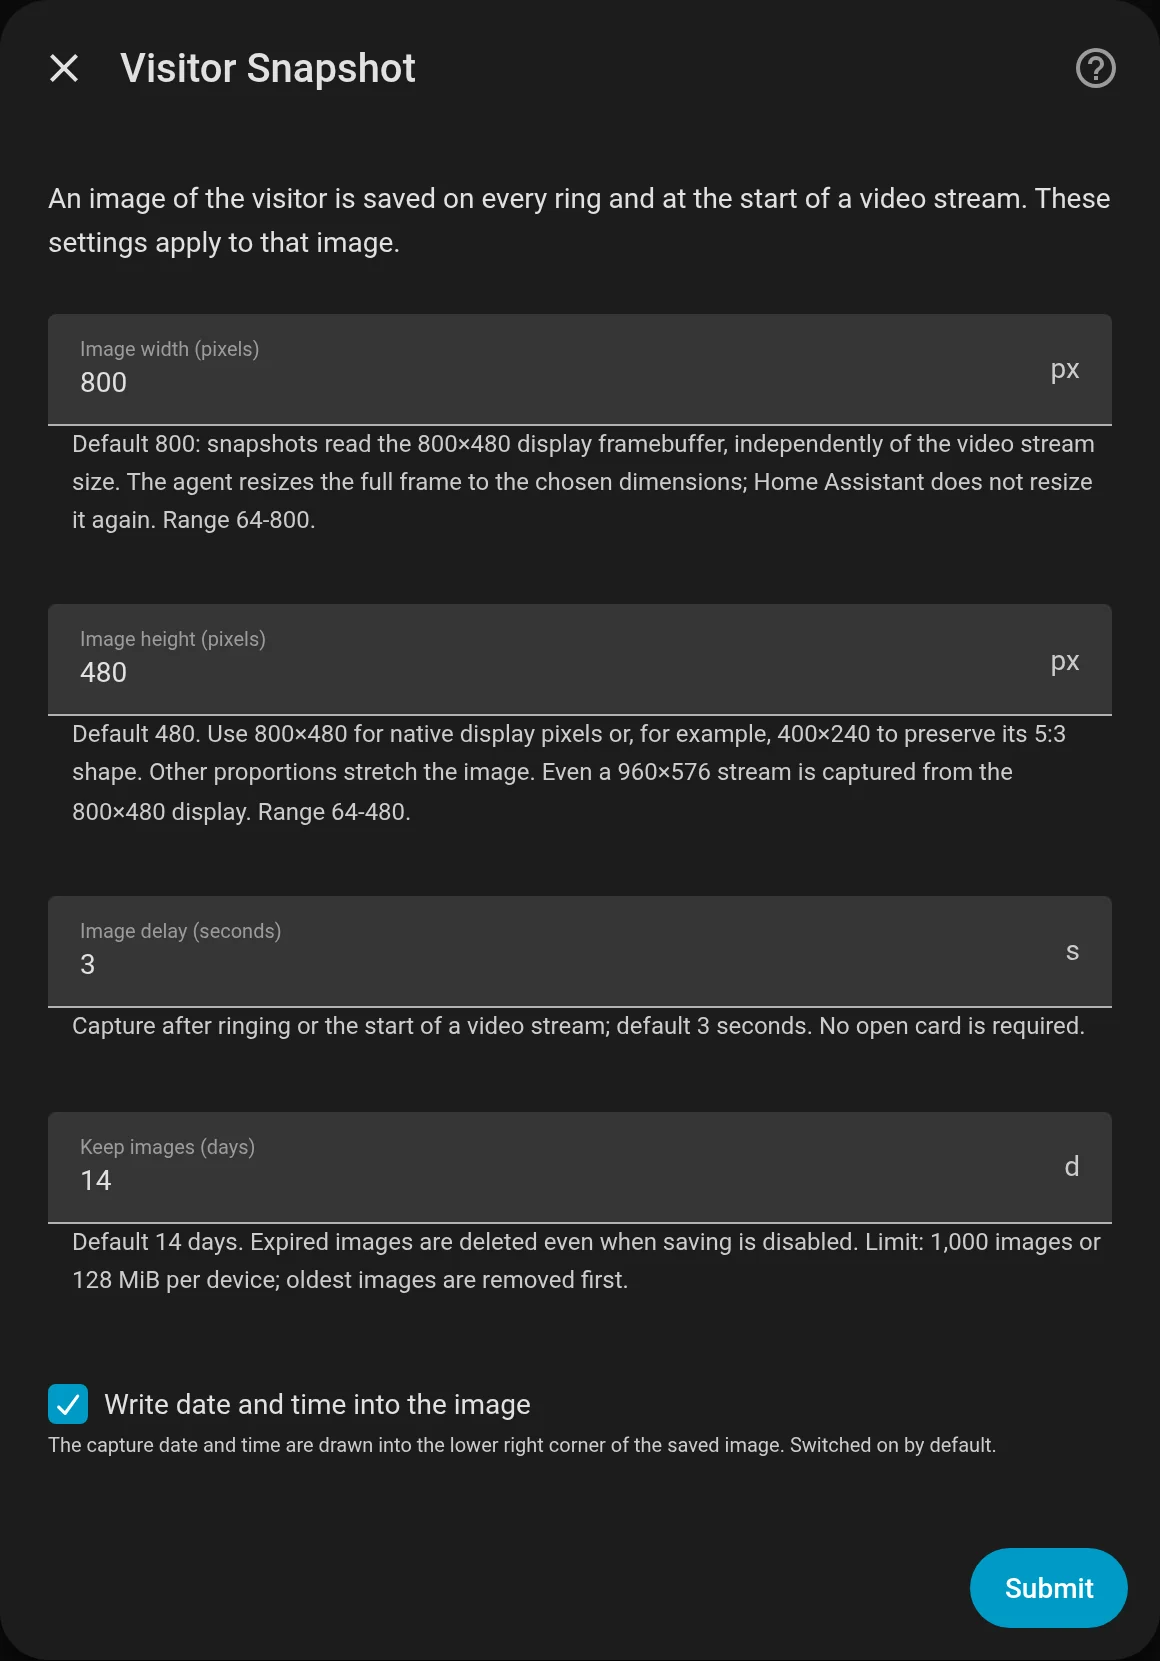 Visitor Snapshot
An image of the visitor is saved on every ring and at the start of a video stream. These
settings apply to that image.
Image width (pixels)
800
px
Default 800: snapshots read the 800×480 display framebuffer, independently of the video stream
size. The agent resizes the full frame to the chosen dimensions; Home Assistant does not resize
it again. Range 64-800.
Image height (pixels)
480
px
Default 480. Use 800×480 for native display pixels or, for example, 400×240 to preserve its 5:3
shape. Other proportions stretch the image. Even a 960×576 stream is captured from the
800×480 display. Range 64-480.
Image delay (seconds)
3
s
Capture after ringing or the start of a video stream; default 3 seconds. No open card is required.
Keep images (days)
14
d
Default 14 days. Expired images are deleted even when saving is disabled. Limit: 1,000 images or
128 MiB per device; oldest images are removed first.
Write date and time into the image
The capture date and time are drawn into the lower right corner of the saved image. Switched on by default.
Submit